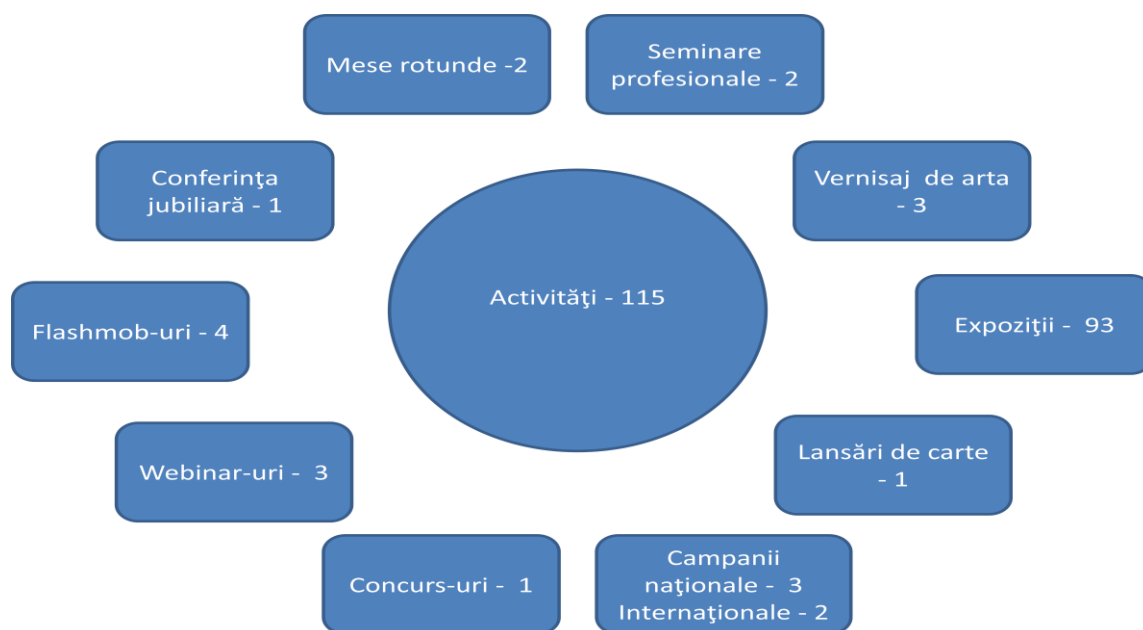 Mese rotunde -2
Seminare
profesionale - 2
Conferinţa
jubiliară - 1
Vernisaj  de arta
- 3
Activităţi - 115
Flashmob-uri - 4
Expoziţii -  93
Webinar-uri -  3
Lansări de carte
- 1
Concurs-uri -  1
Campanii
naţionale -  3
Internaţionale - 2